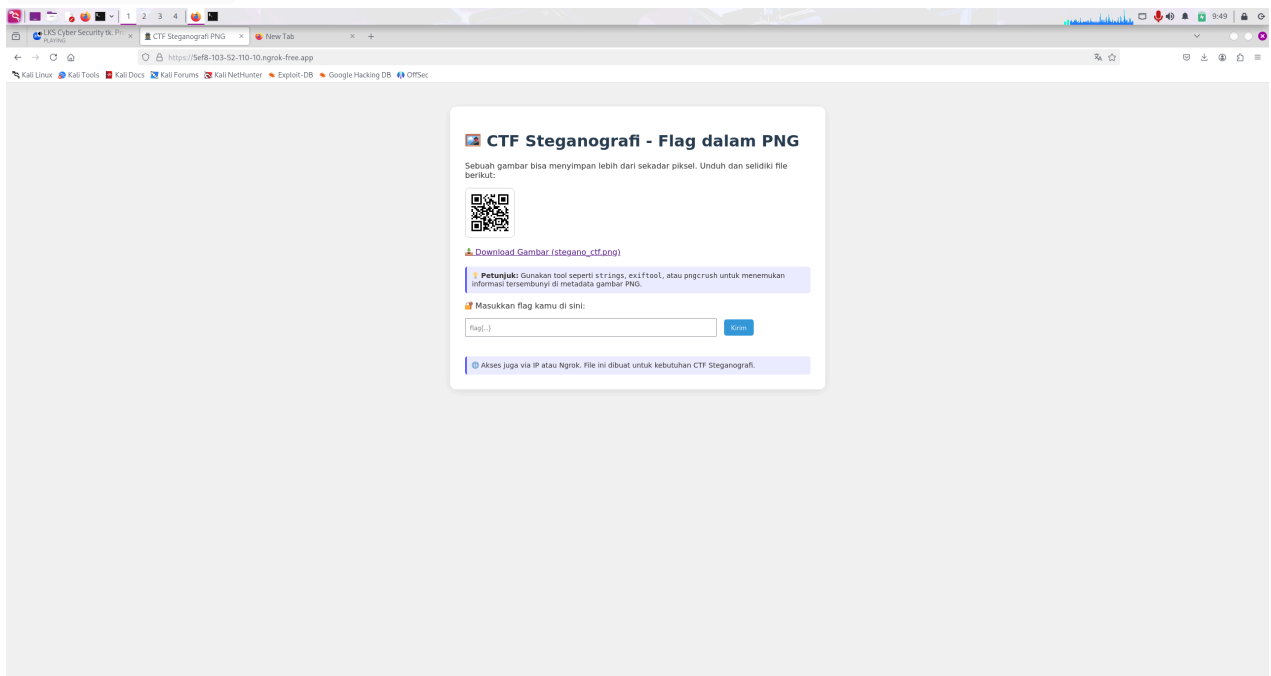 1 2 3 4
9:49
LKS Cyber Security tk. Pr
PLAYING
CTF Steganografi PNG
New Tab
https://5ef8-103-52-110-10.ngrok-free.app
Kali Linux Kali Tools Kali Docs Kali Forums Kali NetHunter Exploit-DB Google Hacking DB OffSec
CTF Steganografi - Flag dalam PNG
Sebuah gambar bisa menyimpan lebih dari sekadar piksel. Unduh dan selidiki file
berikut:
Download Gambar (stegano_ctf.png)
Petunjuk: Gunakan tool seperti strings, exiftool, atau pngcrush untuk menemukan
informasi tersembunyi di metadata gambar PNG.
Masukkan flag kamu di sini:
flag{...}
Kirim
Akses juga via IP atau Ngrok. File ini dibuat untuk kebutuhan CTF Steganografi.